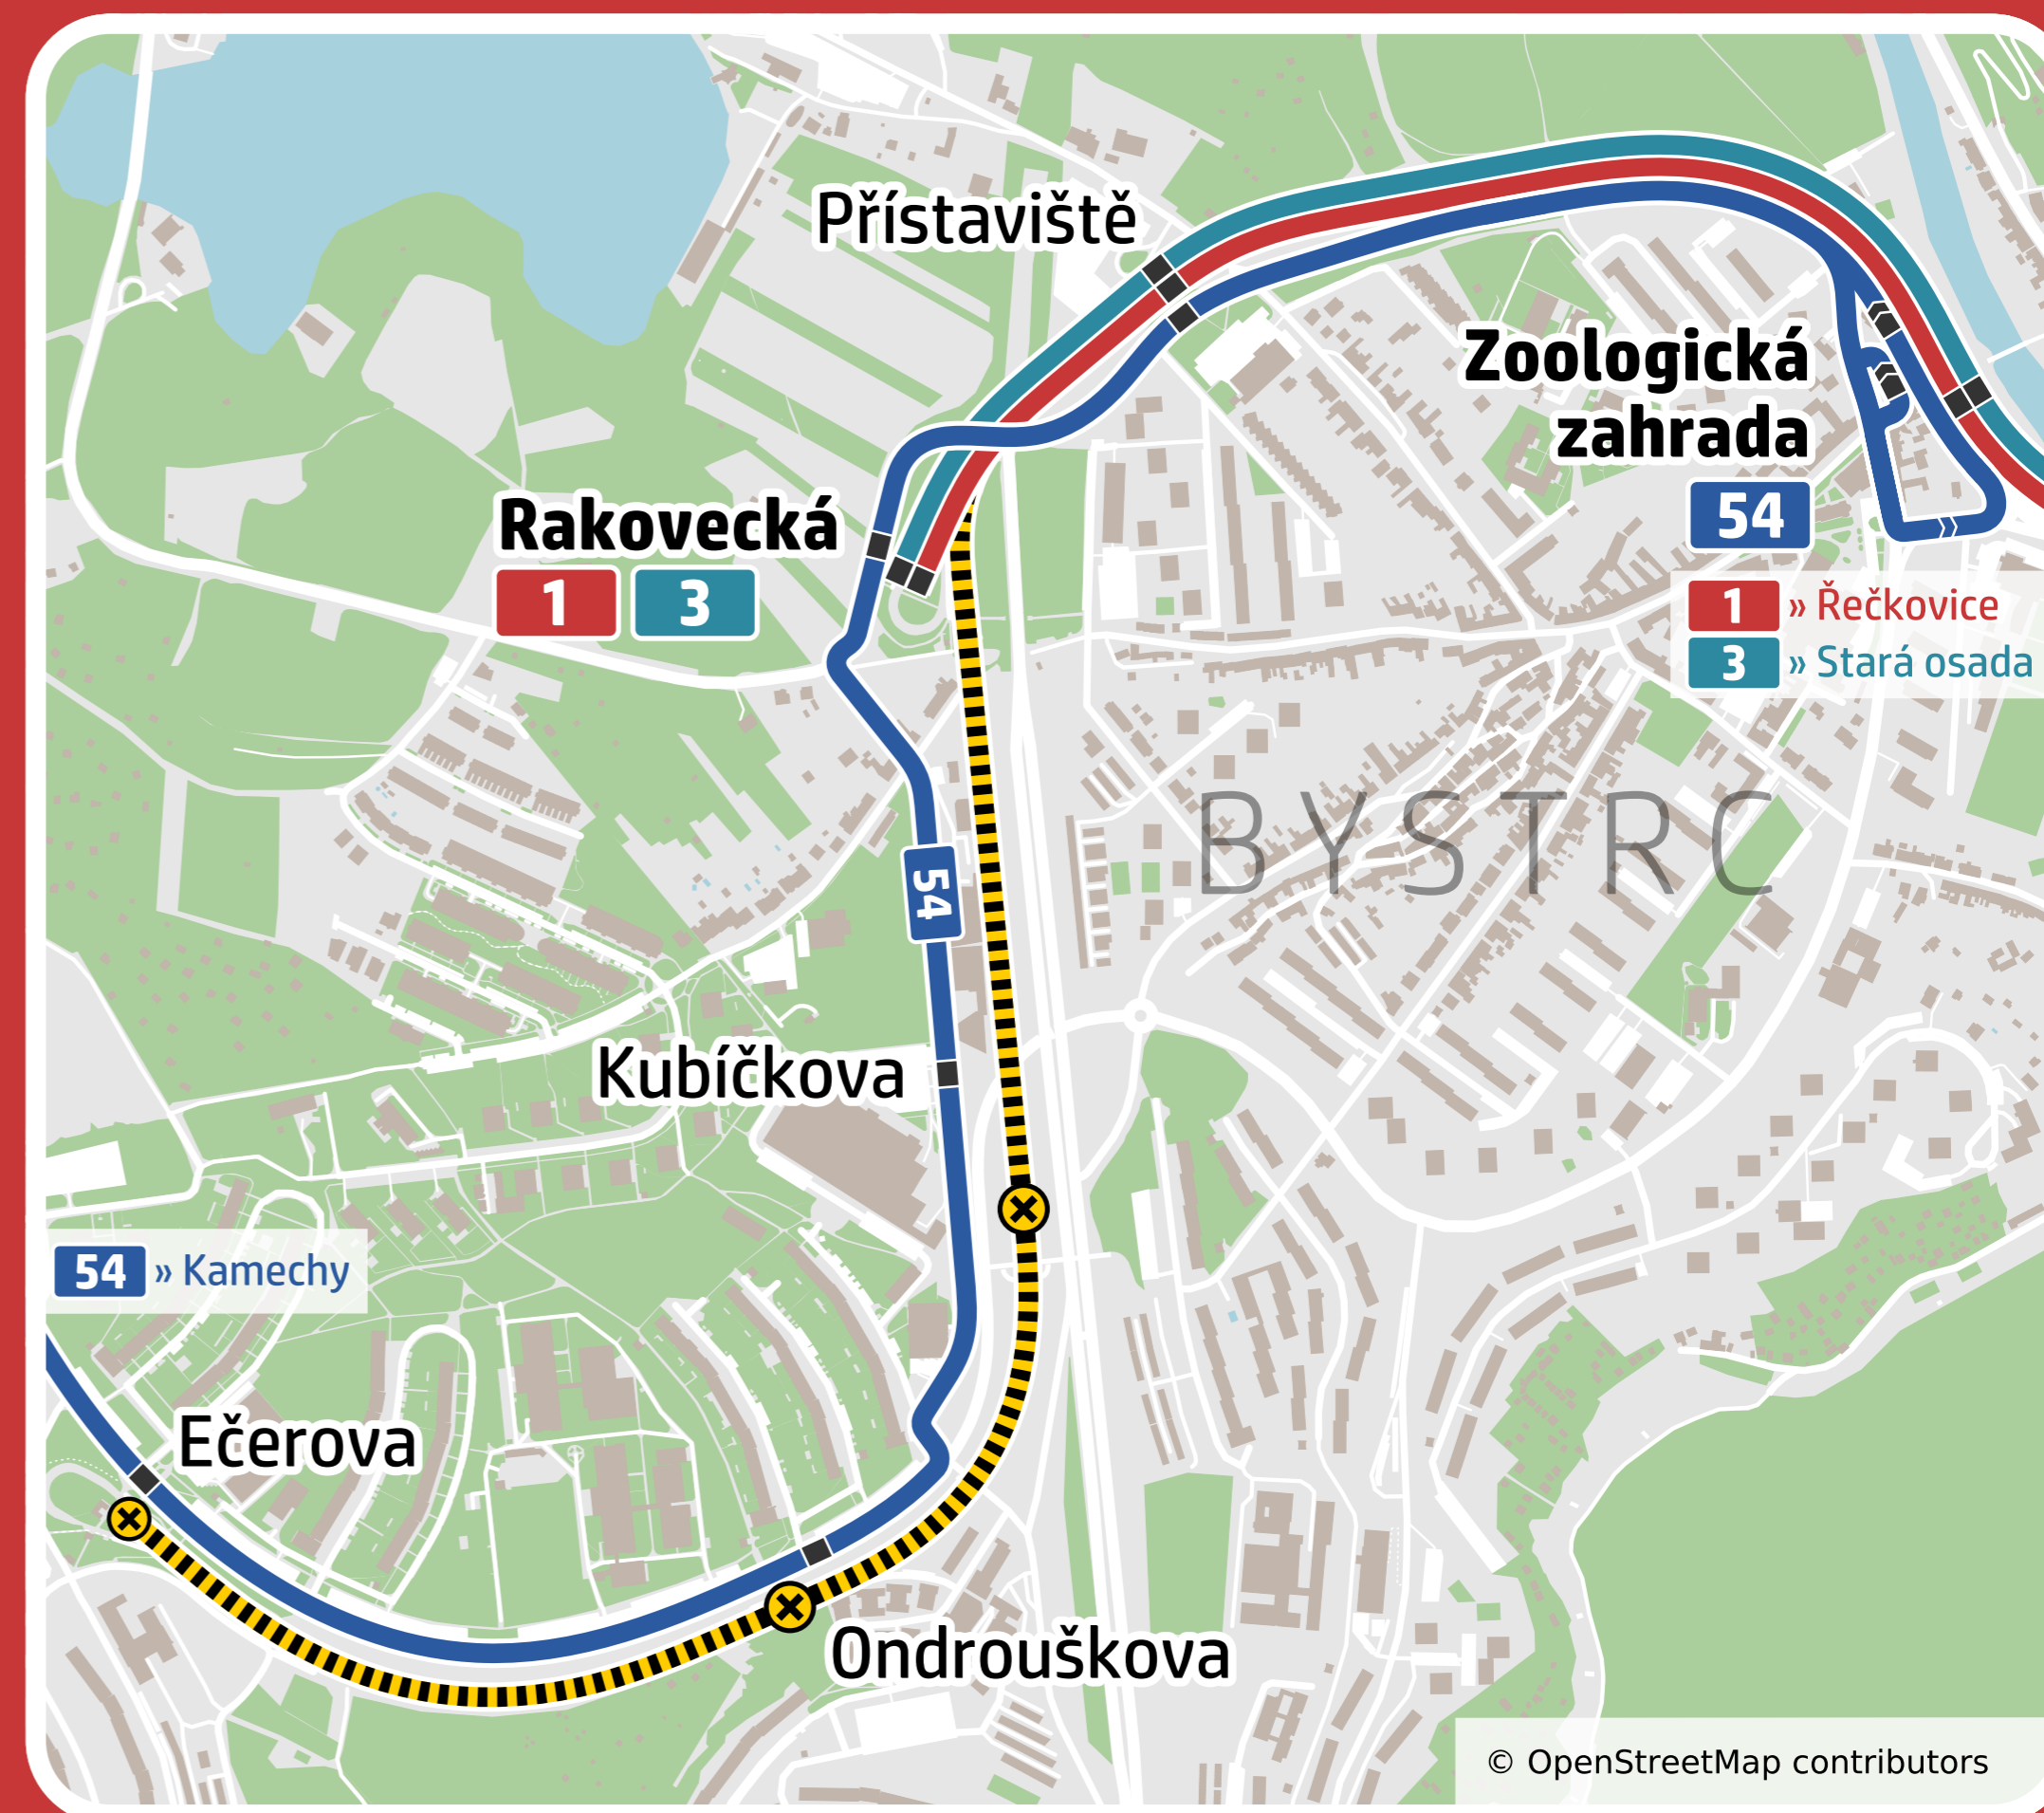 Přístaviště
Zoologická
zahrada
54
Rakovecká
1 3
1 » Řečkovice
3 » Stará osada
BYSTRC
54
Kubíčkova
54 » Kamechy
Ečerova
Ondrouškova
© OpenStreetMap contributors